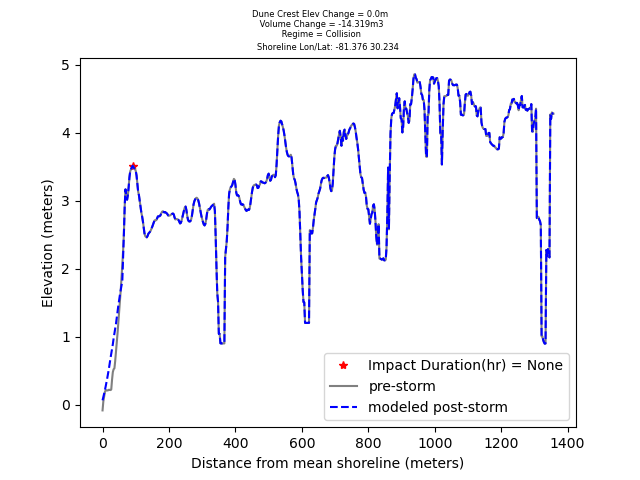 Dune Crest Elev Change = 0.0m
Volume Change = -14.319m3
Regime = Collision
Shoreline Lon/Lat: -81.376 30.234
5
4
3
2
1
0
Elevation (meters)
Impact Duration(hr) = None
pre-storm
modeled post-storm
0 200 400 600 800 1000 1200 1400
Distance from mean shoreline (meters)